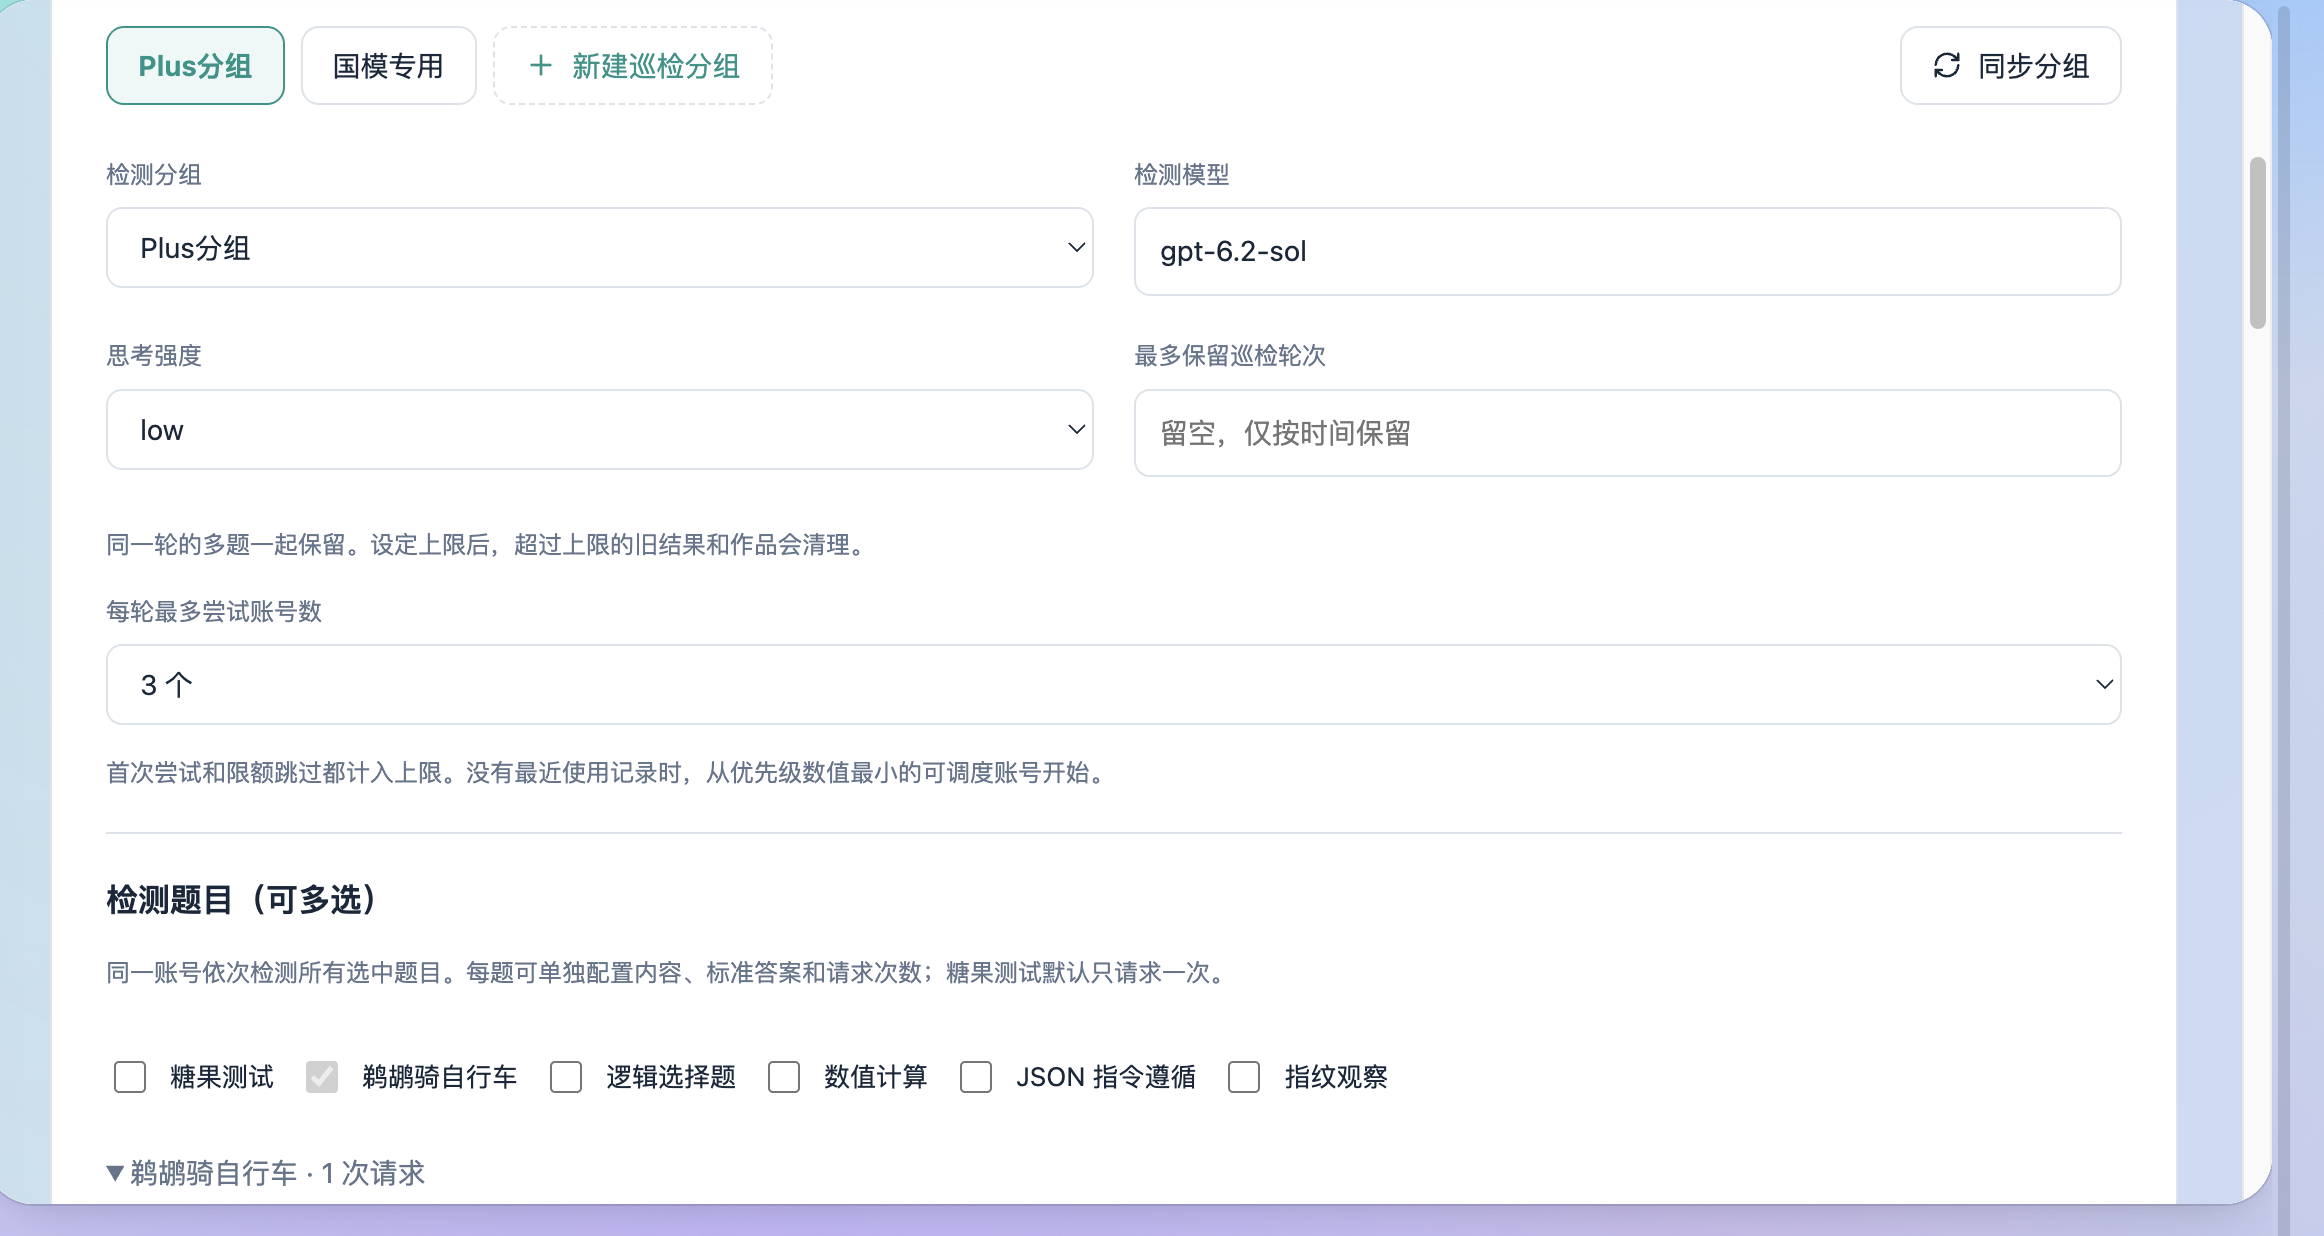 Plus分组
国模专用
+ 新建巡检分组
同步分组
检测分组
检测模型
Plus分组
gpt-6.2-sol
思考强度
最多保留巡检轮次
low
留空，仅按时间保留
同一轮的多题一起保留。设定上限后，超过上限的旧结果和作品会清理。
每轮最多尝试账号数
3 个
首次尝试和限额跳过都计入上限。没有最近使用记录时，从优先级数值最小的可调度账号开始。
检测题目（可多选）
同一账号依次检测所有选中题目。每题可单独配置内容、标准答案和请求次数；糖果测试默认只请求一次。
糖果测试
鹈鹕骑自行车
逻辑选择题
数值计算
JSON 指令遵循
指纹观察
▼鹈鹕骑自行车 · 1 次请求